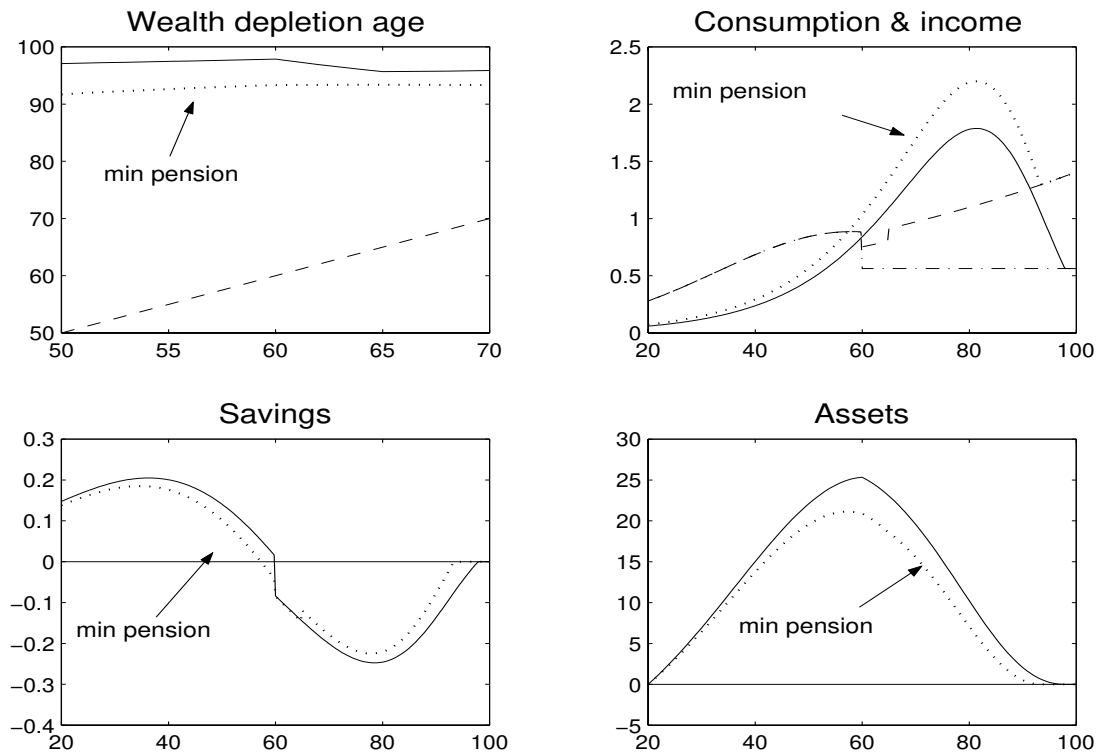 Wealth depletion age
100
90
80
70
60
50
50 55 60 65 70
min pension
Consumption & income
2.5
2
1.5
1
0.5
0
20 40 60 80 100
min pension
Savings
0.3
0.2
0.1
0
−0.1
−0.2
−0.3
−0.4
20 40 60 80 100
min pension
Assets
30
25
20
15
10
5
0
−5
20 40 60 80 100
min pension